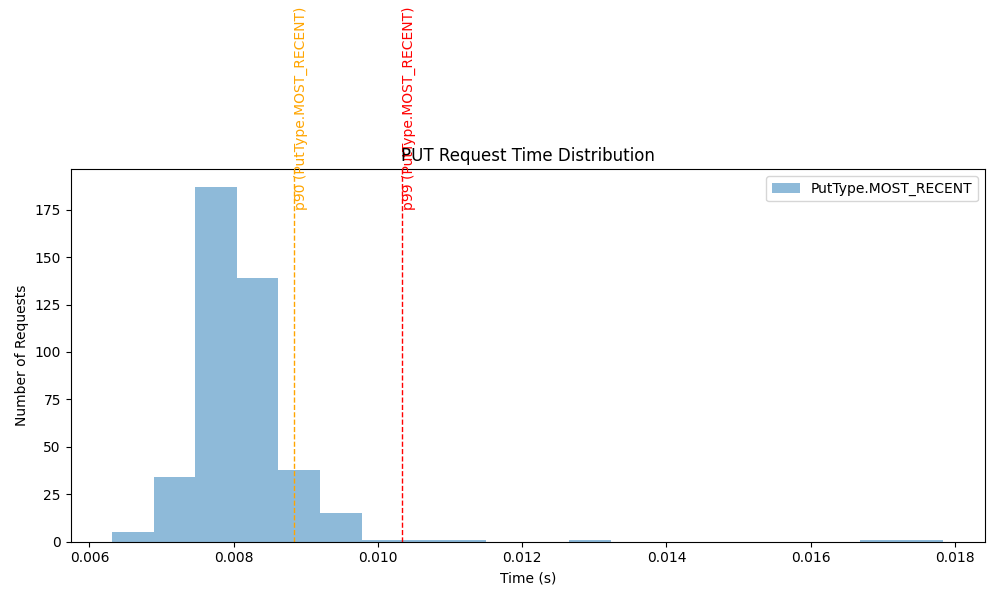 p90 (PutType.MOST_RECENT)
p99 (PutType.MOST_RECENT)
PUT Request Time Distribution
PutType.MOST_RECENT
Number of Requests
175
150
125
100
75
50
25
0
0.006
0.008
0.010
0.012
0.014
0.016
0.018
Time (s)